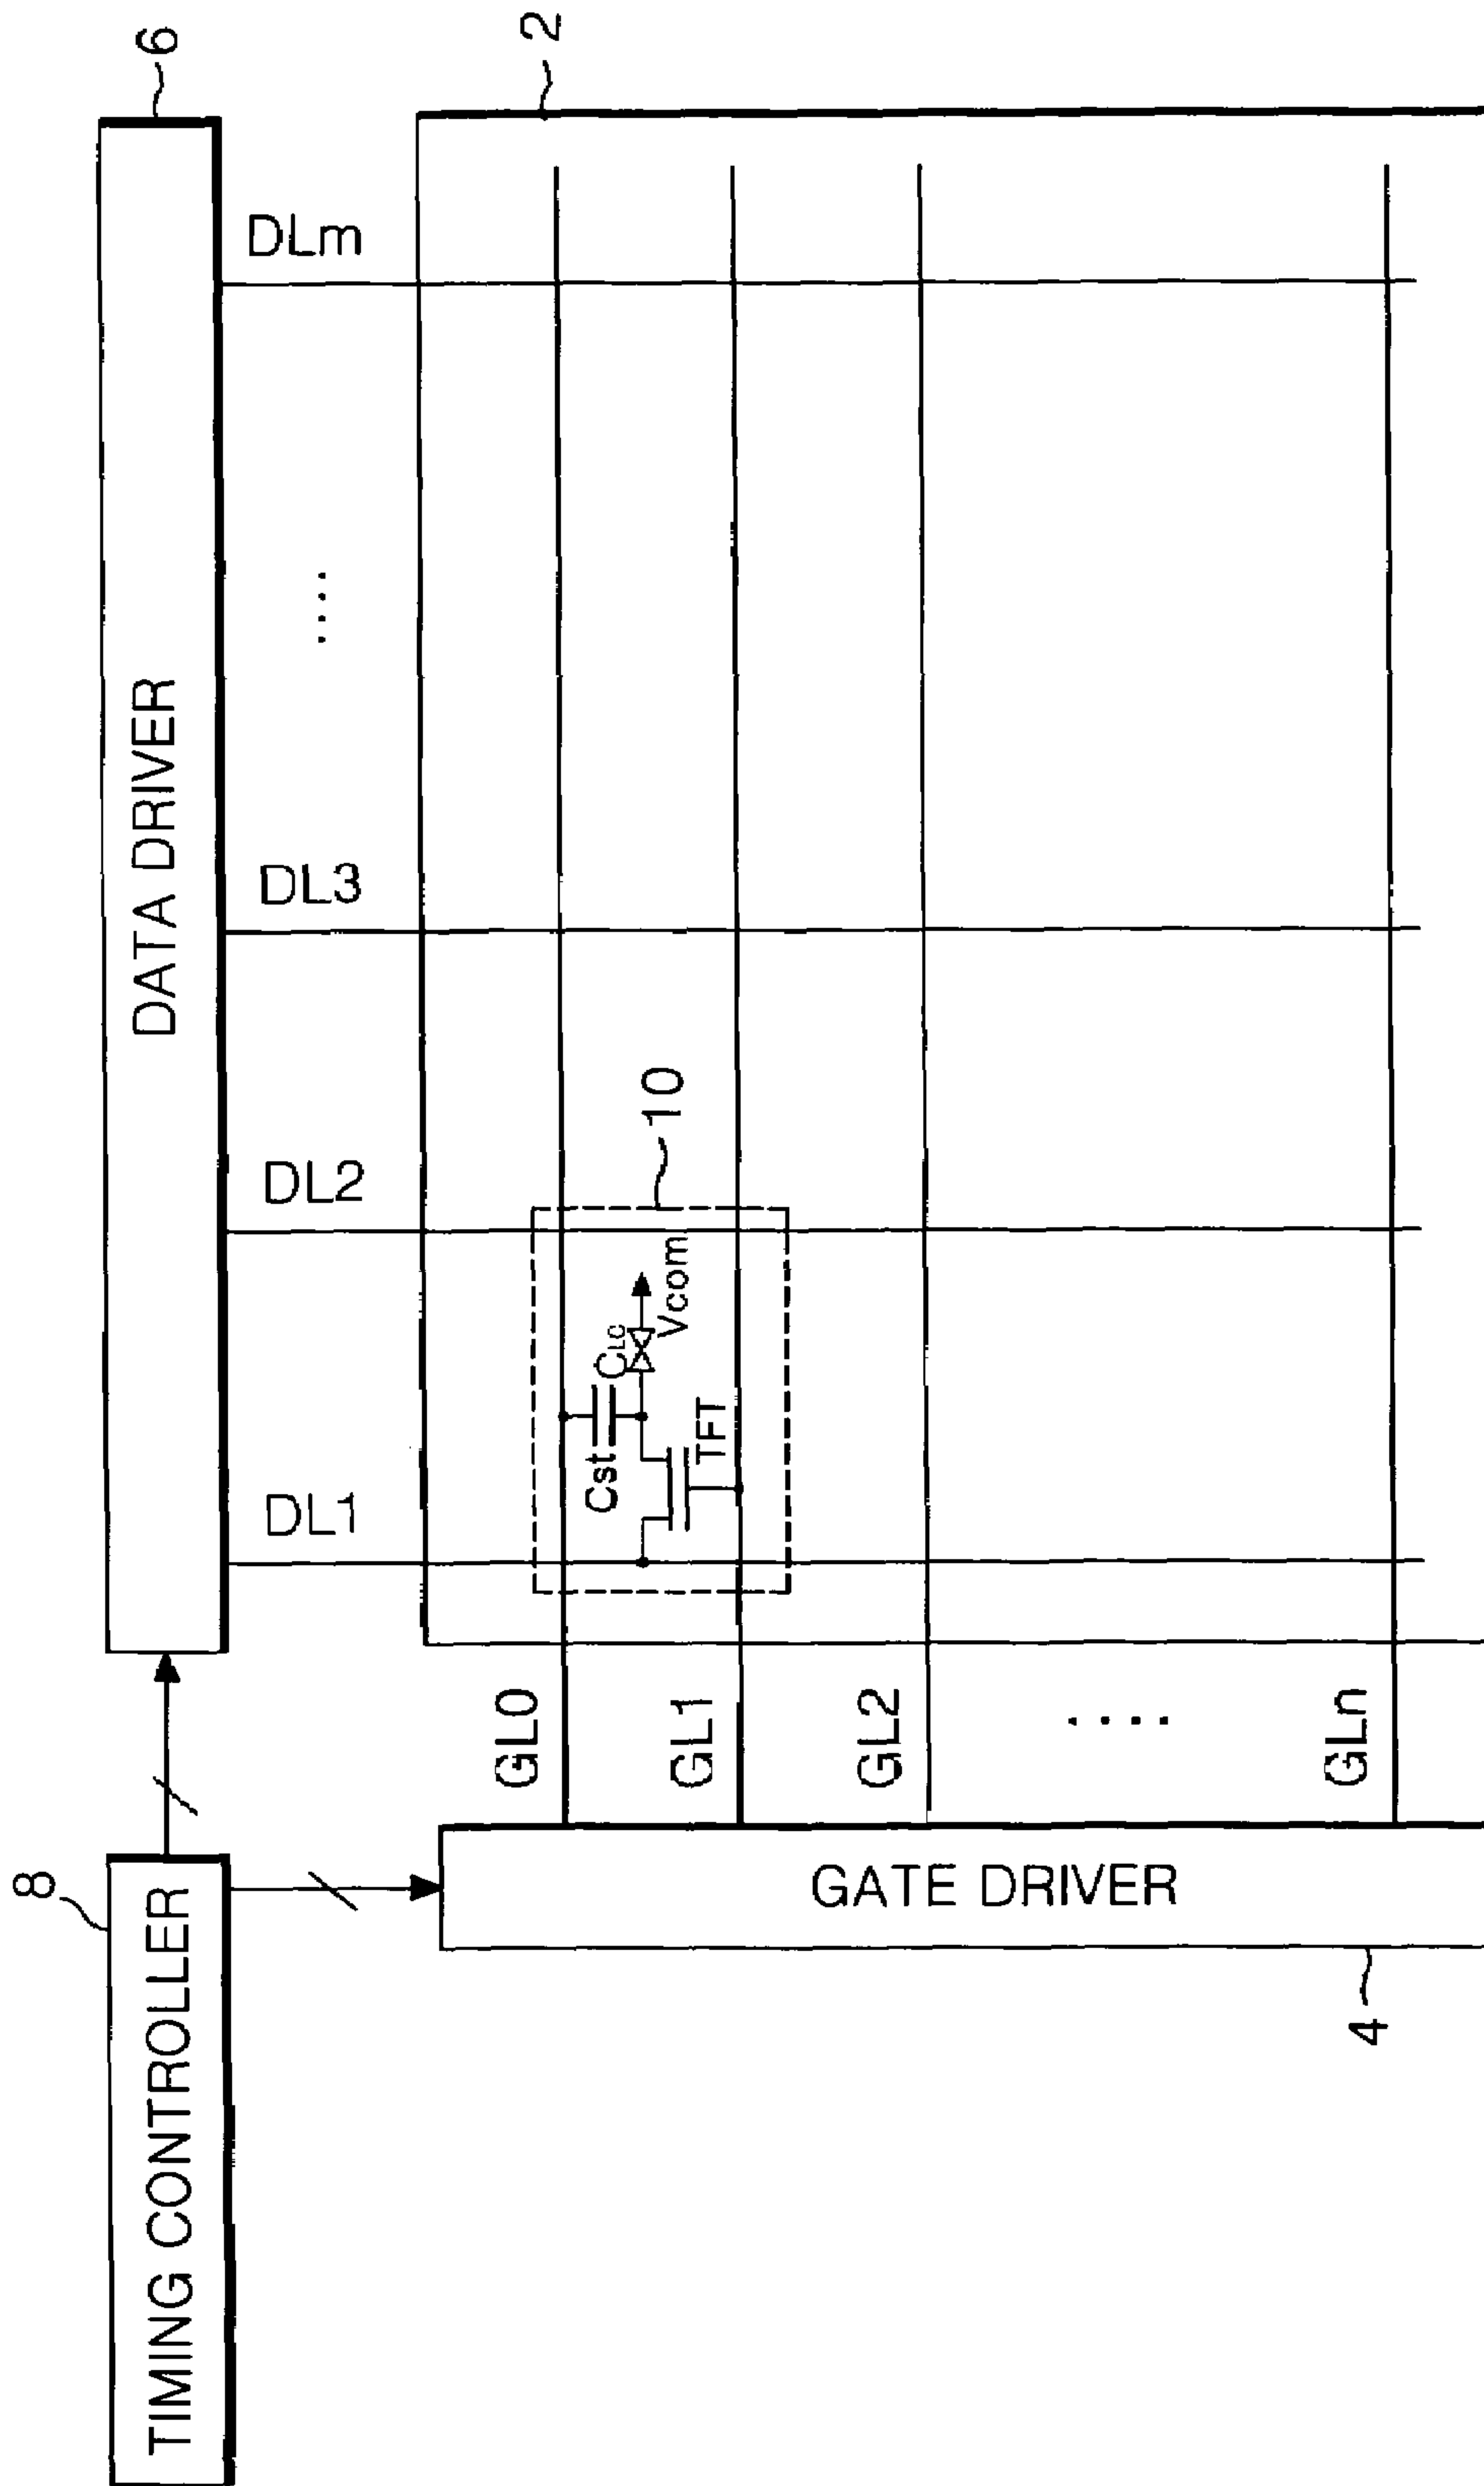 8
TIMING CONTROLLER
DATA DRIVER
6
DL1
DL2
DL3
....
DLm
2
GL0
GL1
GL2
....
GLn
Cst
CLC
Vcom
TFT
10
GATE DRIVER
4